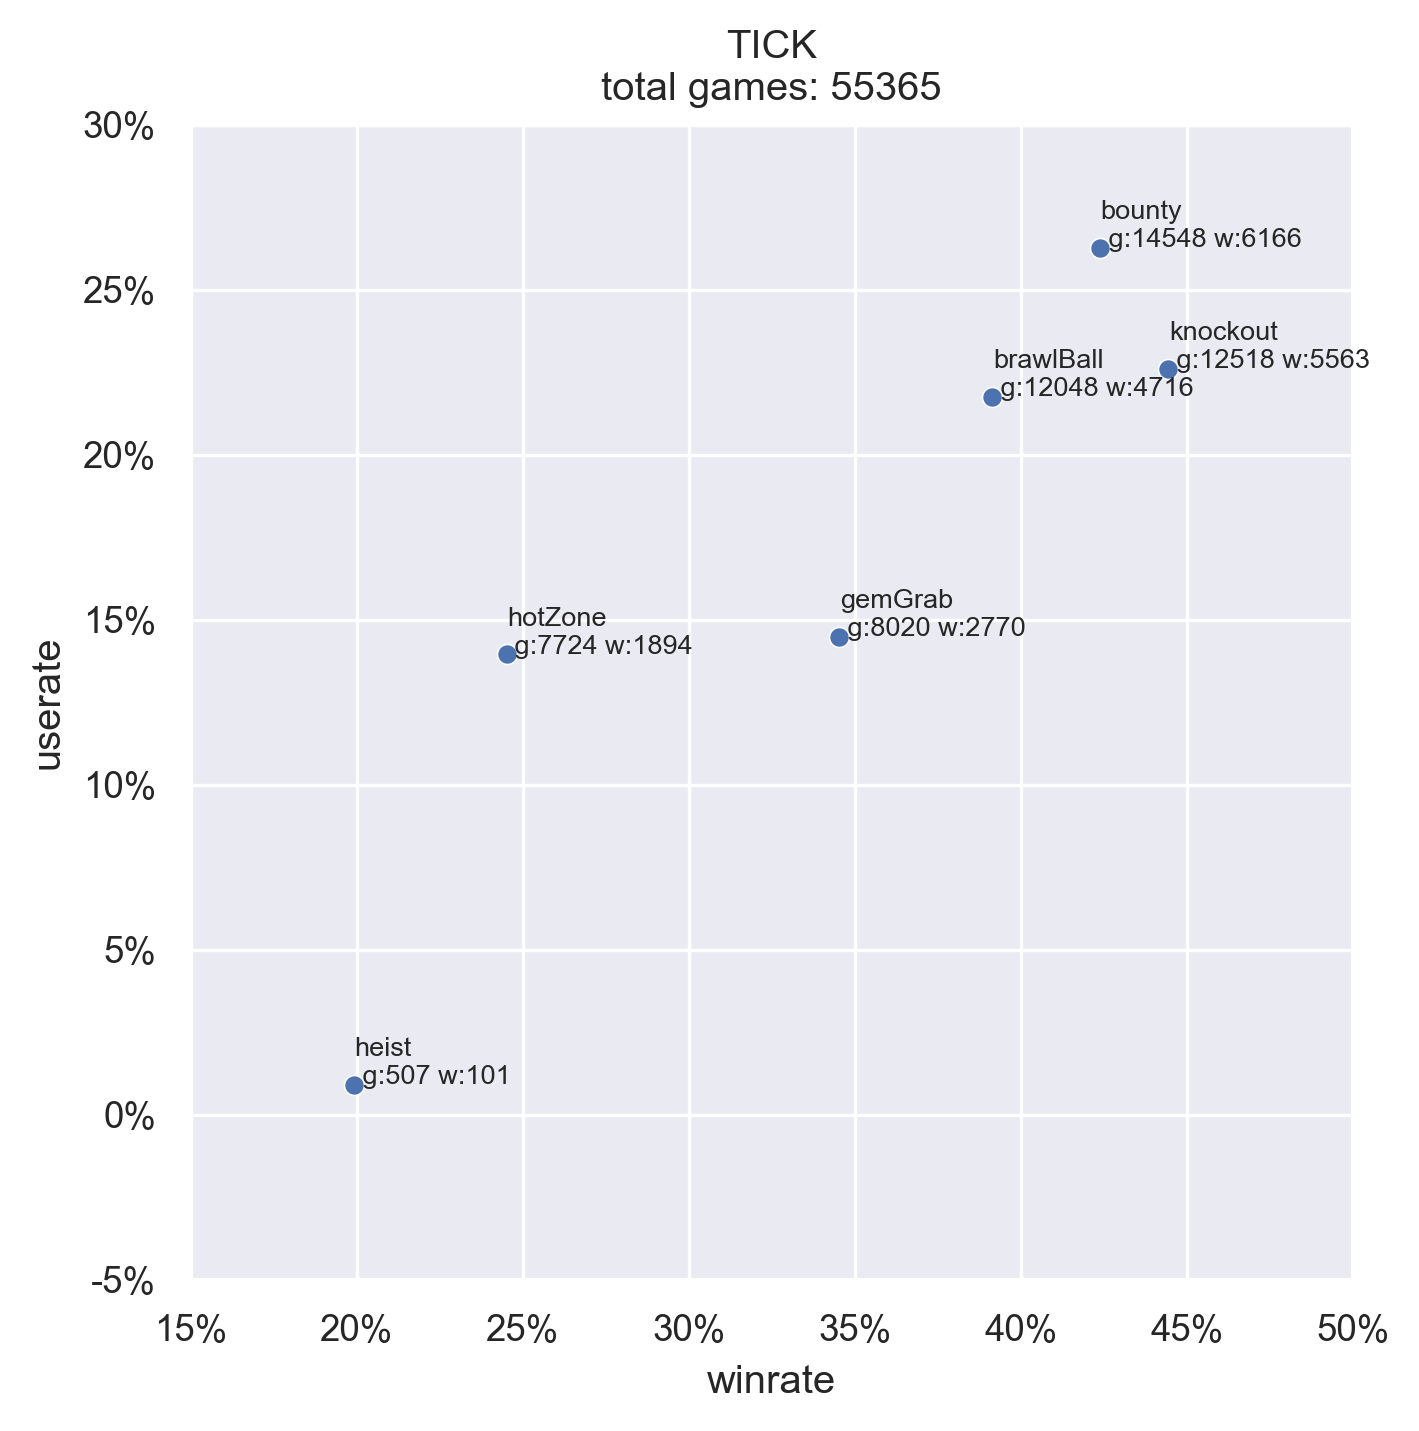 TICK
total games: 55365
30%
25%
20%
15%
10%
5%
0%
-5%
userate
bounty
g:14548 w:6166
knockout
g:12518 w:5563
brawlBall
g:12048 w:4716
gemGrab
g:8020 w:2770
hotZone
g:7724 w:1894
heist
g:507 w:101
15% 20% 25% 30% 35% 40% 45% 50%
winrate